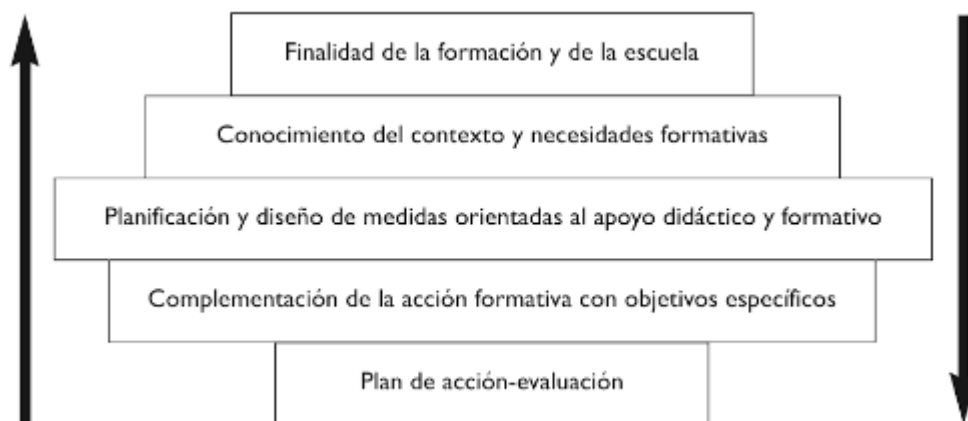 Finalidad de la formación y de la escuela
Conocimiento del contexto y necesidades formativas
Planificación y diseño de medidas orientadas al apoyo didáctico y formativo
Complementación de la acción formativa con objetivos específicos
Plan de acción-evaluación